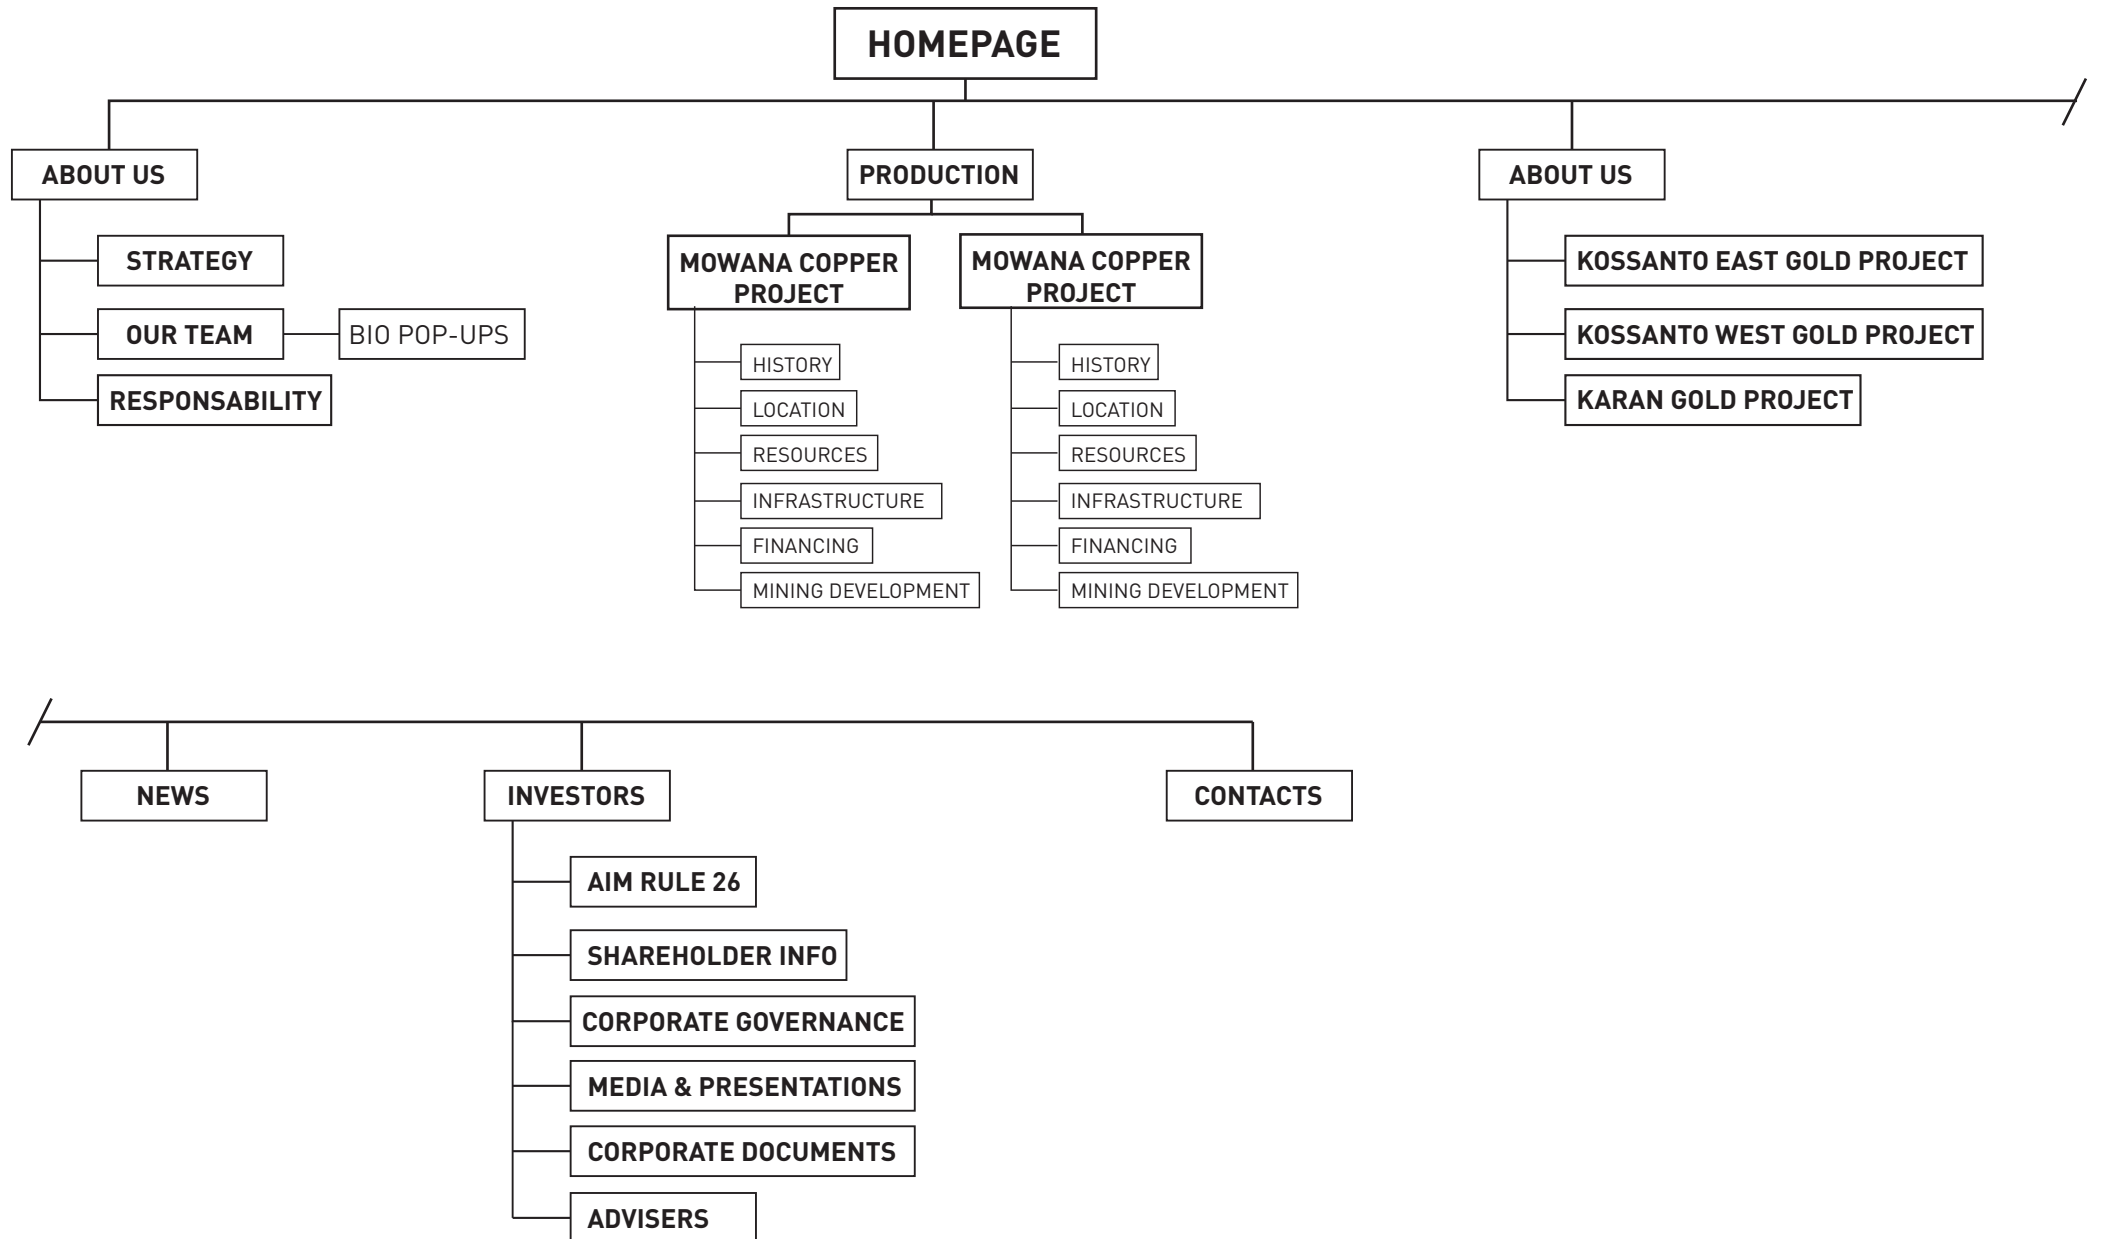 HOMEPAGE
ABOUT US
STRATEGY
OUR TEAM
BIO POP-UPS
RESPONSABILITY
PRODUCTION
MOWANA COPPER
PROJECT
HISTORY
LOCATION
RESOURCES
INFRASTRUCTURE
FINANCING
MINING DEVELOPMENT
MOWANA COPPER
PROJECT
HISTORY
LOCATION
RESOURCES
INFRASTRUCTURE
FINANCING
MINING DEVELOPMENT
ABOUT US
KOSSANTO EAST GOLD PROJECT
KOSSANTO WEST GOLD PROJECT
KARAN GOLD PROJECT
NEWS
INVESTORS
AIM RULE 26
SHAREHOLDER INFO
CORPORATE GOVERNANCE
MEDIA & PRESENTATIONS
CORPORATE DOCUMENTS
ADVISERS
CONTACTS